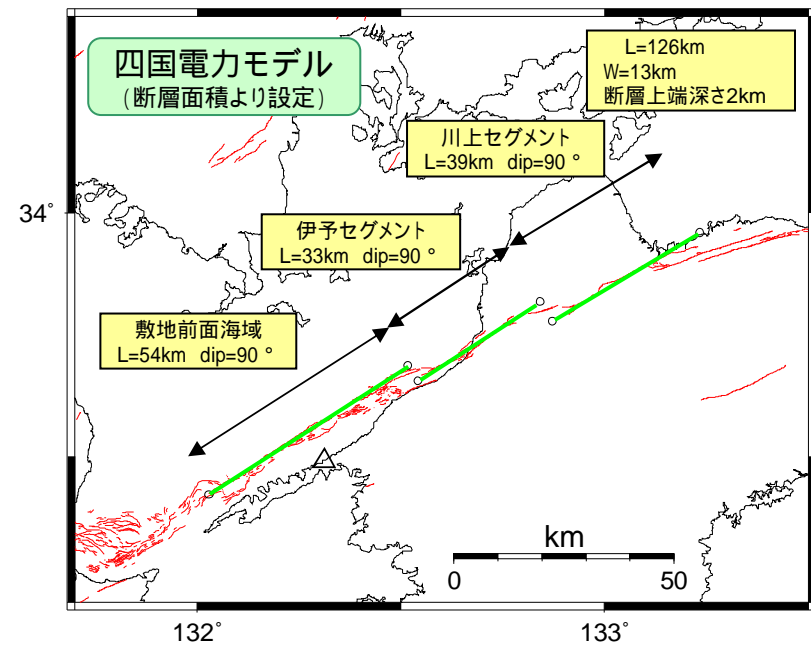 四国電力モデル
(断層面積より設定)
L=126km
W=13km
断層上端深さ2km
川上セグメント
L=39km dip=90 °
34˚
伊予セグメント
L=33km dip=90 °
敷地前面海域
L=54km dip=90 °
km
0
50
132˚
133˚